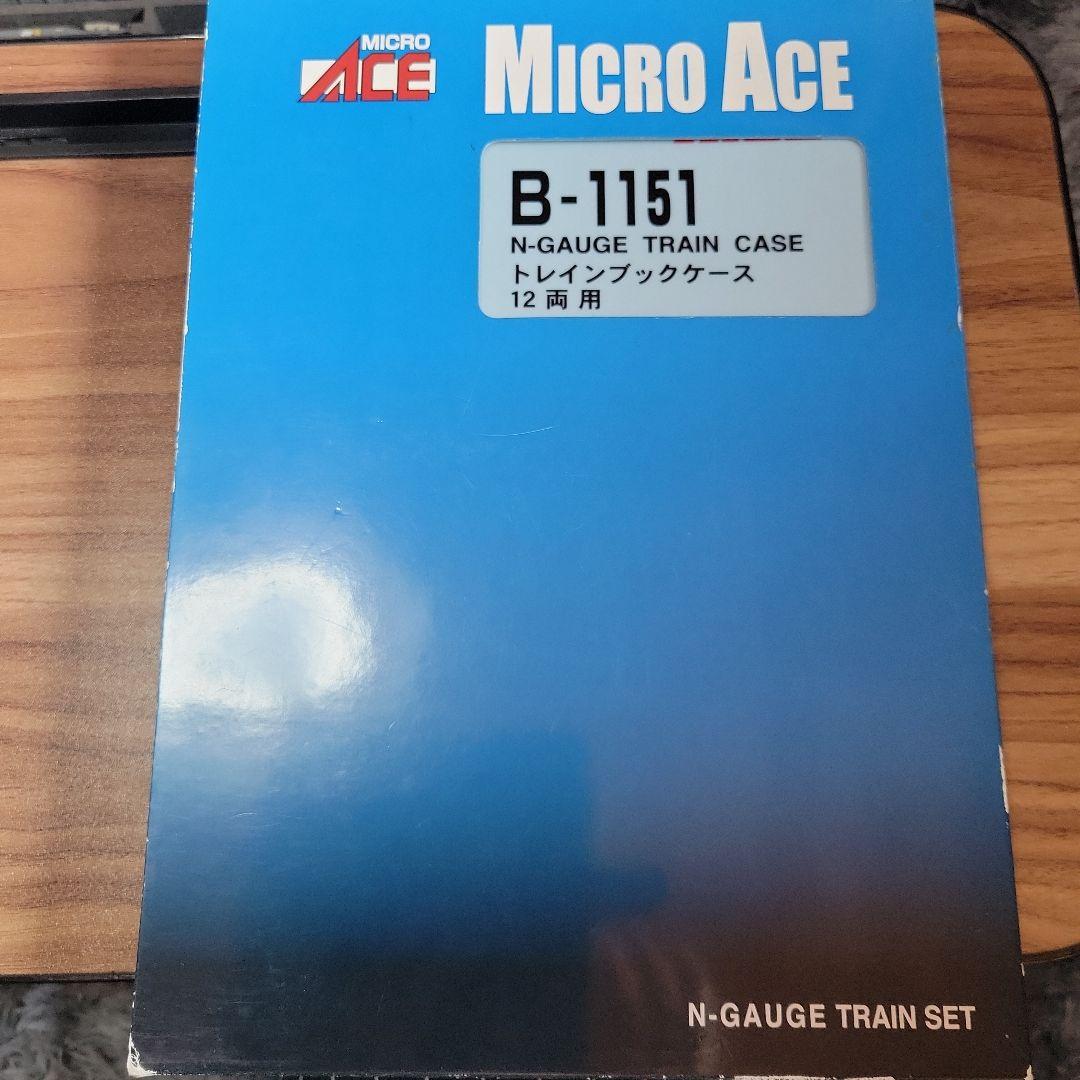 MICRO
ACE
MICRO ACE
B-1151
N-GAUGE TRAIN CASE
トレインブックケース
12両用
N-GAUGE TRAIN SET